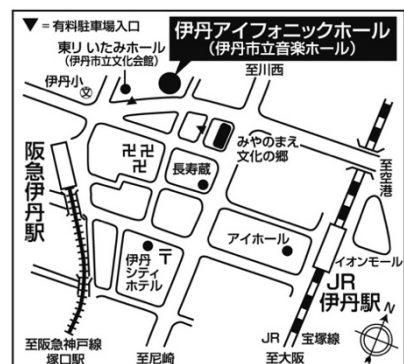 ▼=有料駐車場入口
伊丹アイフォニックホール
(伊丹市立音楽ホール)
東リ いたみホール
(伊丹市立文化会館)
至川西
伊丹小
文
みやのまえ
文化の郷
卍卍
卍
長寿蔵
阪急伊丹駅
至空港
アイホール
イオンモール
伊丹
シティ
ホテル
〒
JR
伊丹駅
至阪急神戸線
塚口駅
至尼崎
JR 宝塚線
至大阪
N